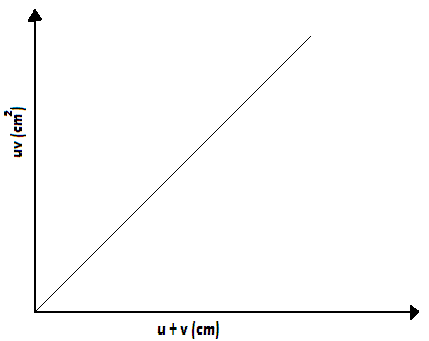 uv (cm²)
u + v (cm)